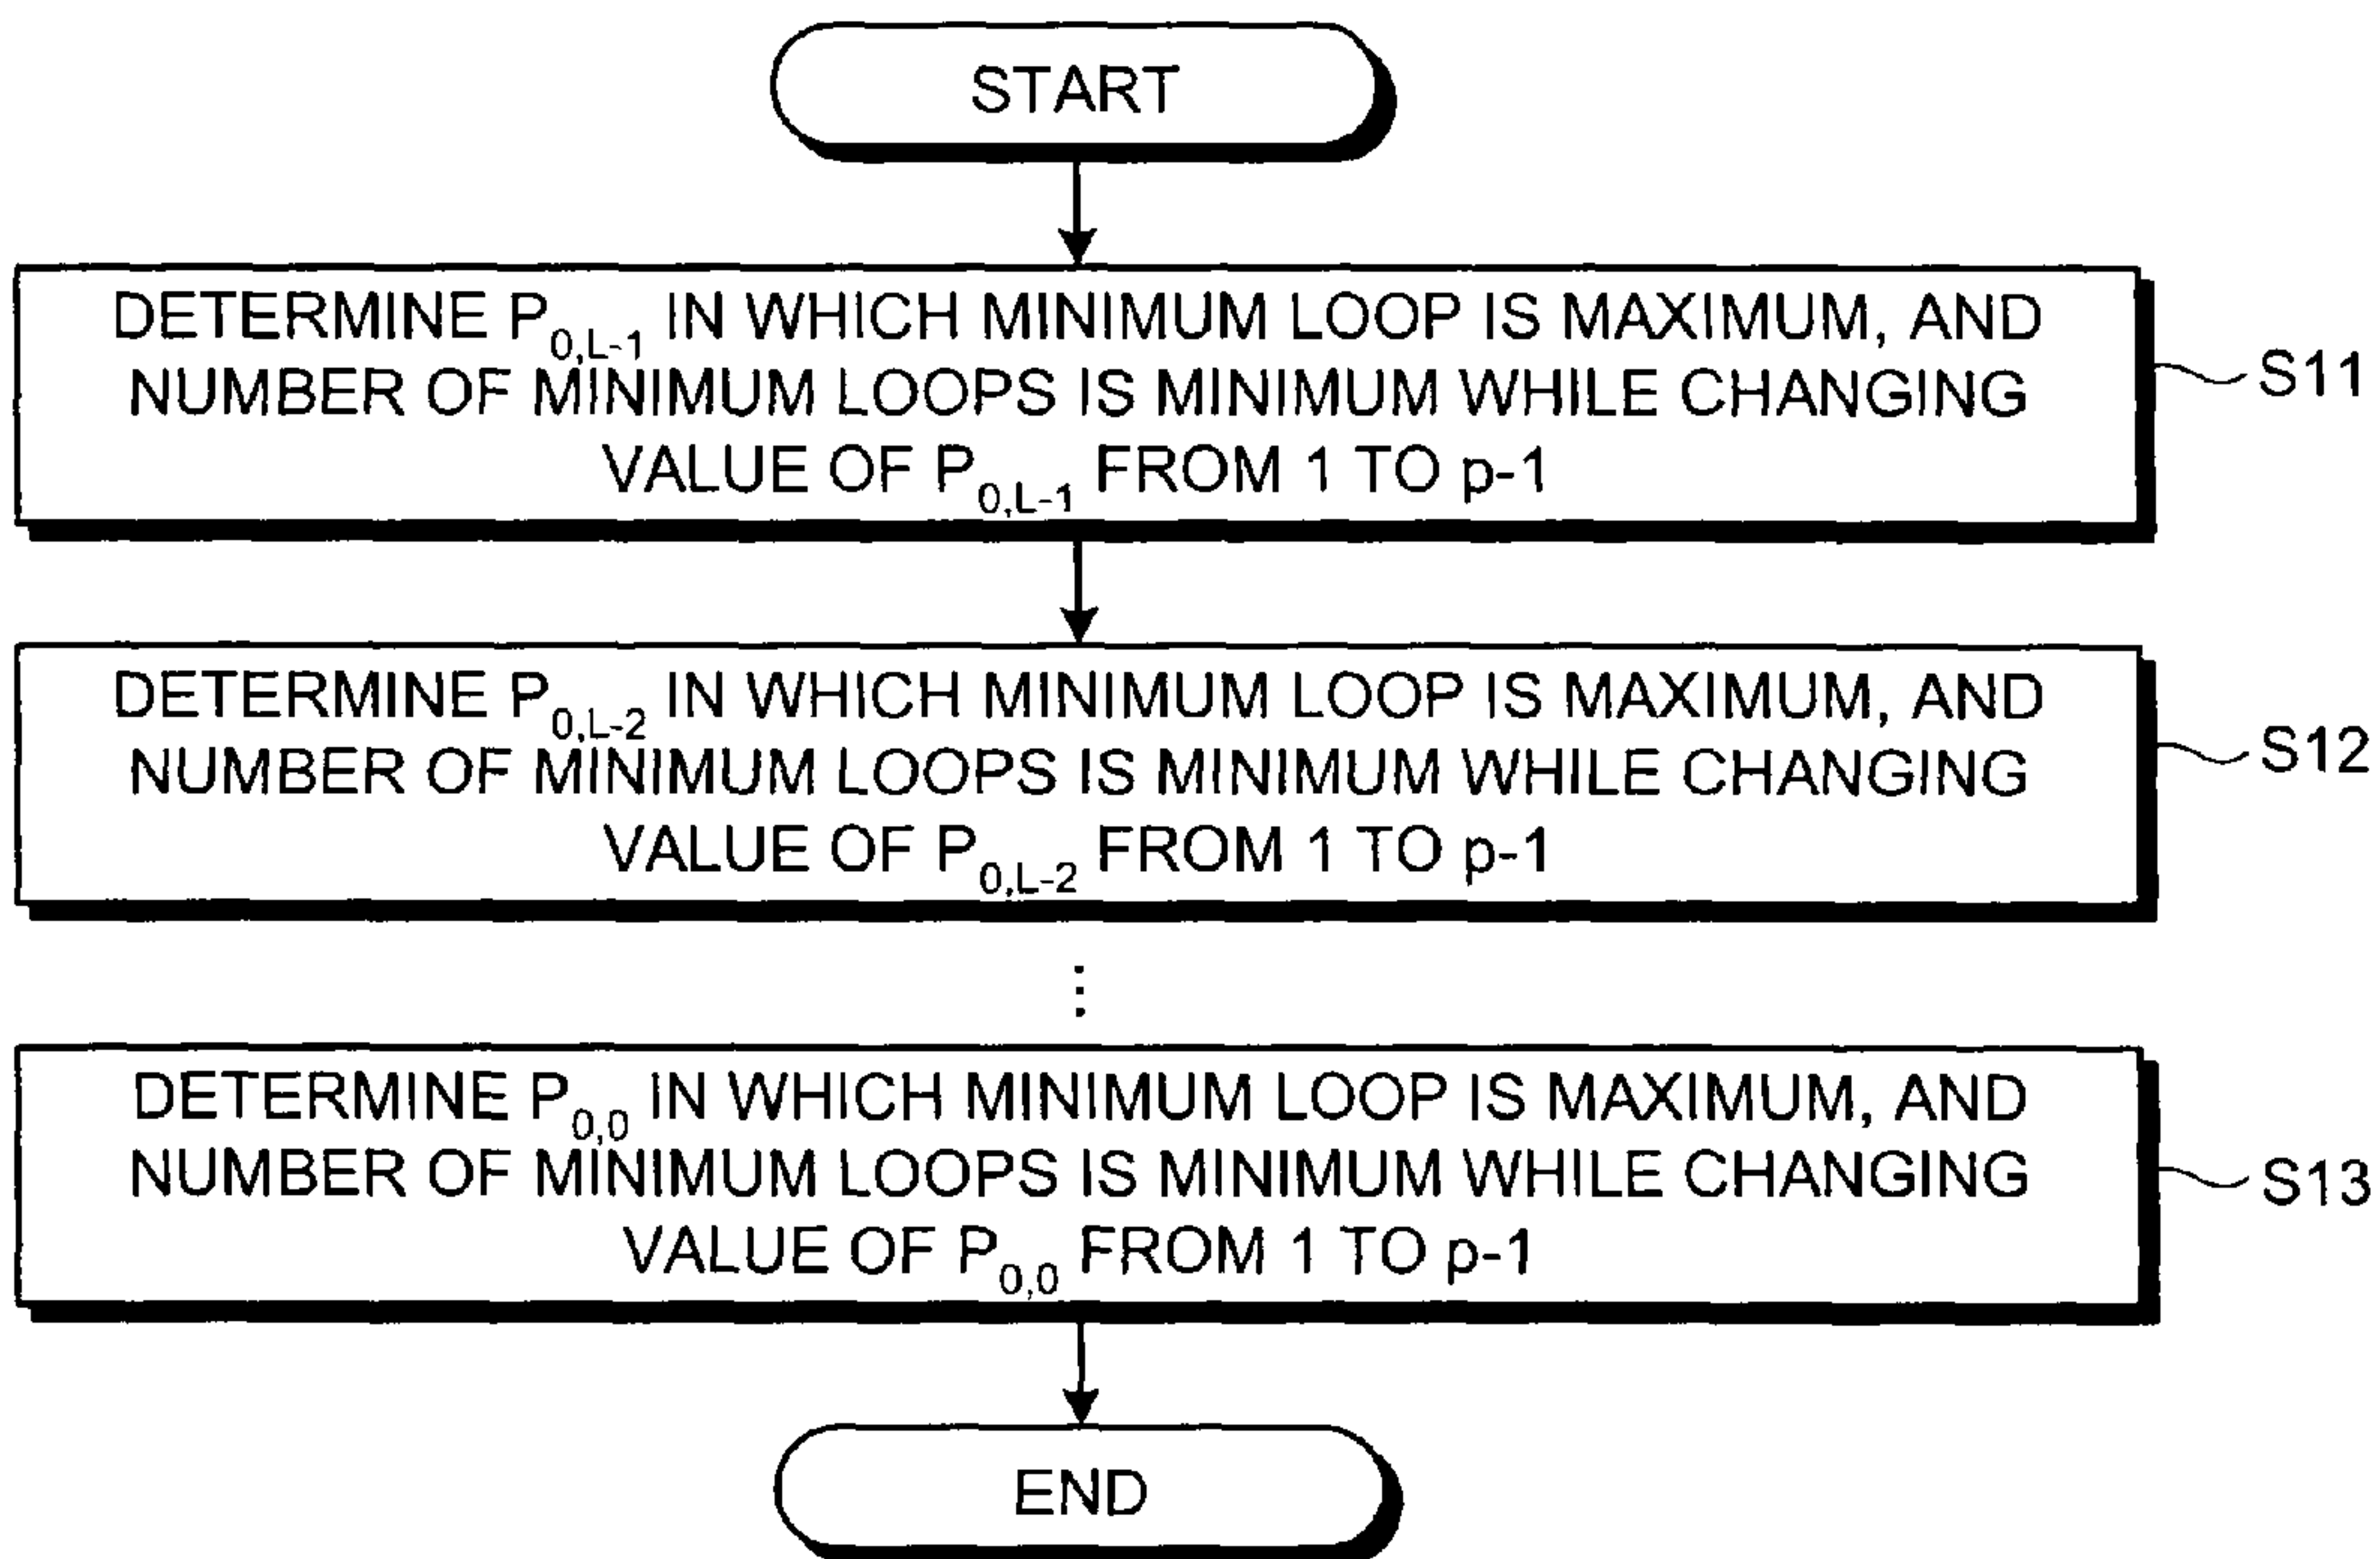 START
DETERMINE P0,L-1 IN WHICH MINIMUM LOOP IS MAXIMUM, AND
NUMBER OF MINIMUM LOOPS IS MINIMUM WHILE CHANGING
VALUE OF P0,L-1 FROM 1 TO p-1
S11
DETERMINE P0,L-2 IN WHICH MINIMUM LOOP IS MAXIMUM, AND
NUMBER OF MINIMUM LOOPS IS MINIMUM WHILE CHANGING
VALUE OF P0,L-2 FROM 1 TO p-1
S12
⋮
DETERMINE P0,0 IN WHICH MINIMUM LOOP IS MAXIMUM, AND
NUMBER OF MINIMUM LOOPS IS MINIMUM WHILE CHANGING
VALUE OF P0,0 FROM 1 TO p-1
S13
END